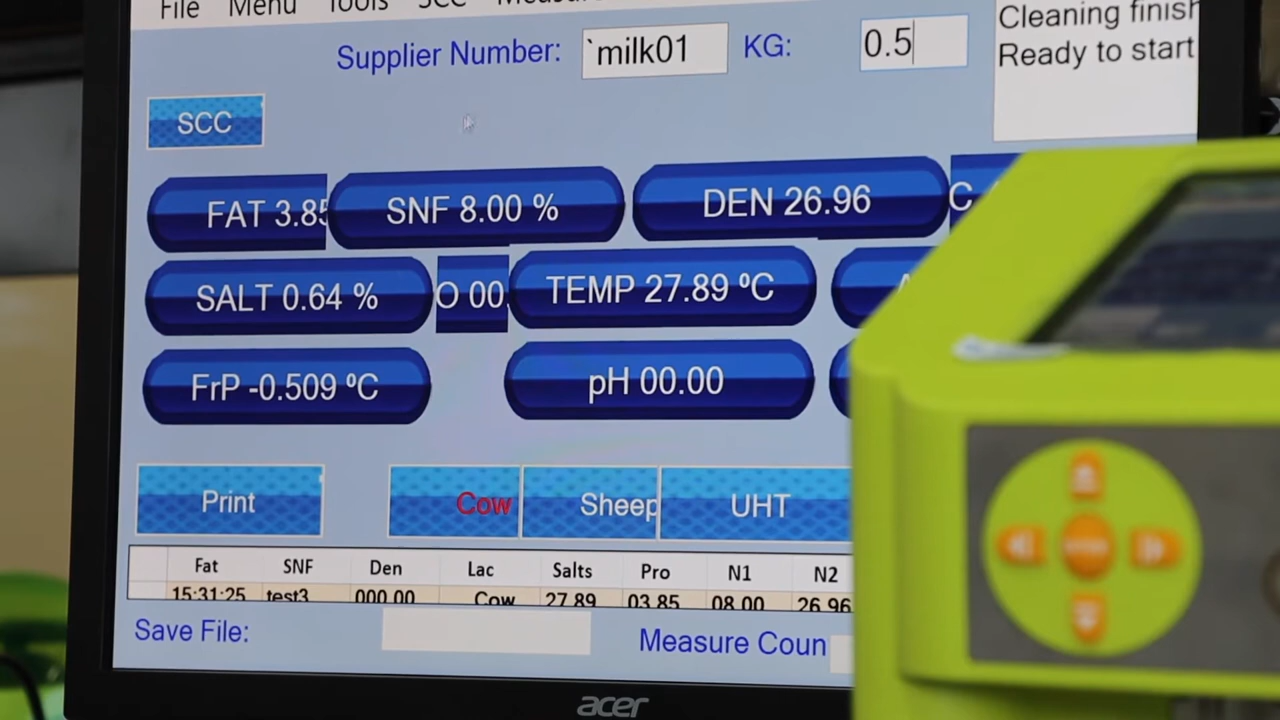 File Menu Tools SCC
Supplier Number: `milk01 KG: 0.5
Cleaning finish
Ready to start
SCC
FAT 3.85 SNF 8.00 % DEN 26.96 C
SALT 0.64 % O 00. TEMP 27.89 ºC
FrP -0.509 ºC pH 00.00
Print Cow Sheep UHT
Fat SNF Den Lac Salts Pro N1 N2
15:31:25 test3 000.00 Cow 27.89 03.85 08.00 26.96
Save File: Measure Coun
acer